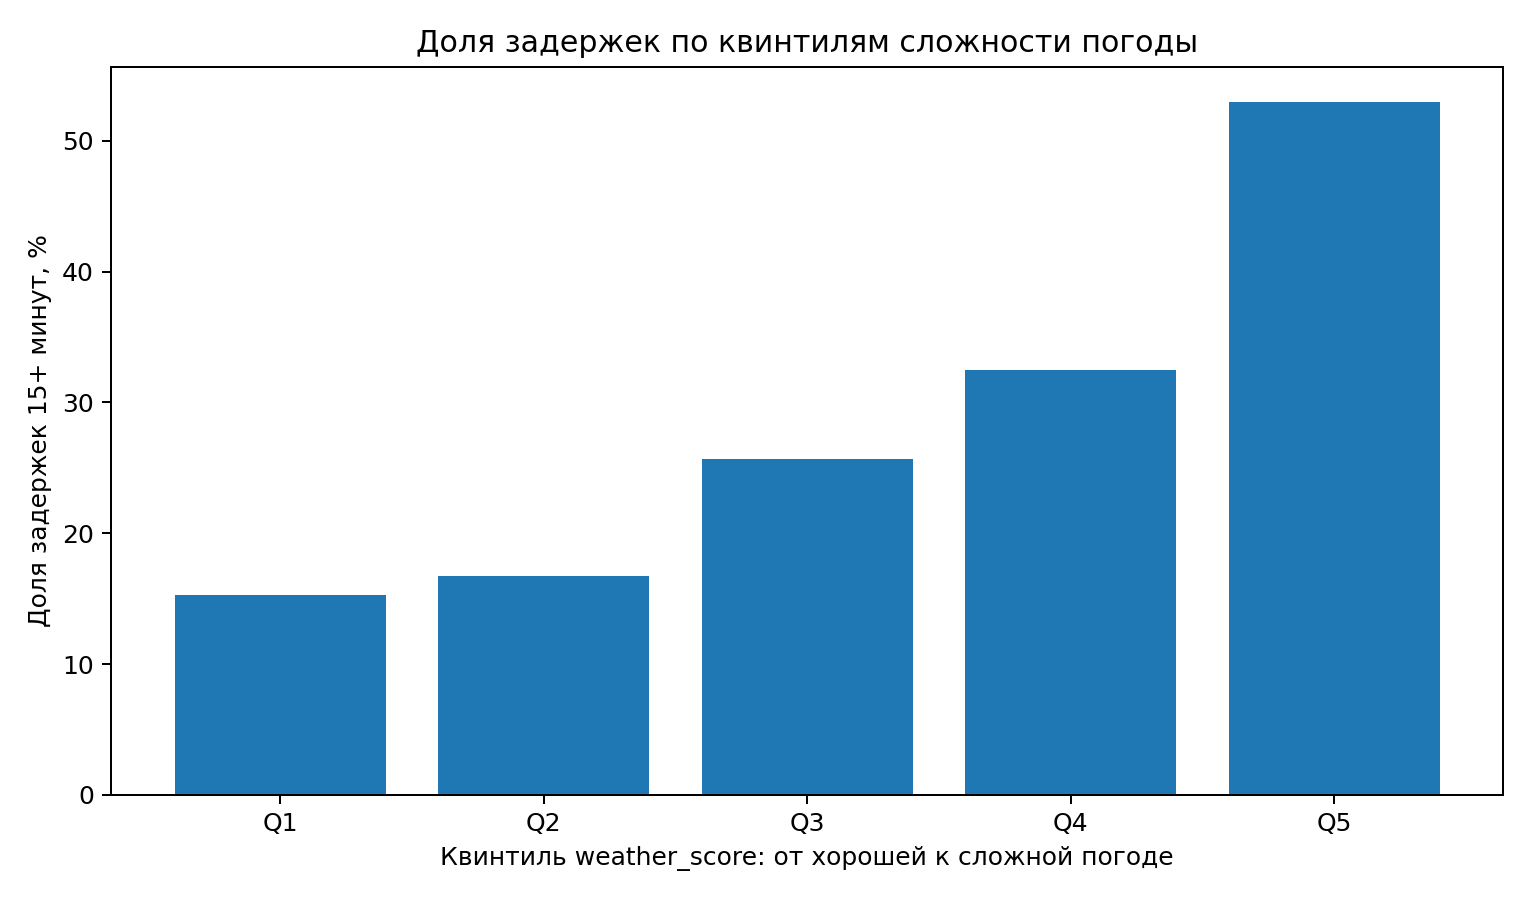 Доля задержек по квинтилям сложности погоды
Доля задержек 15+ минут, %
50
40
30
20
10
0
Q1 Q2 Q3 Q4 Q5
Квинтиль weather_score: от хорошей к сложной погоде